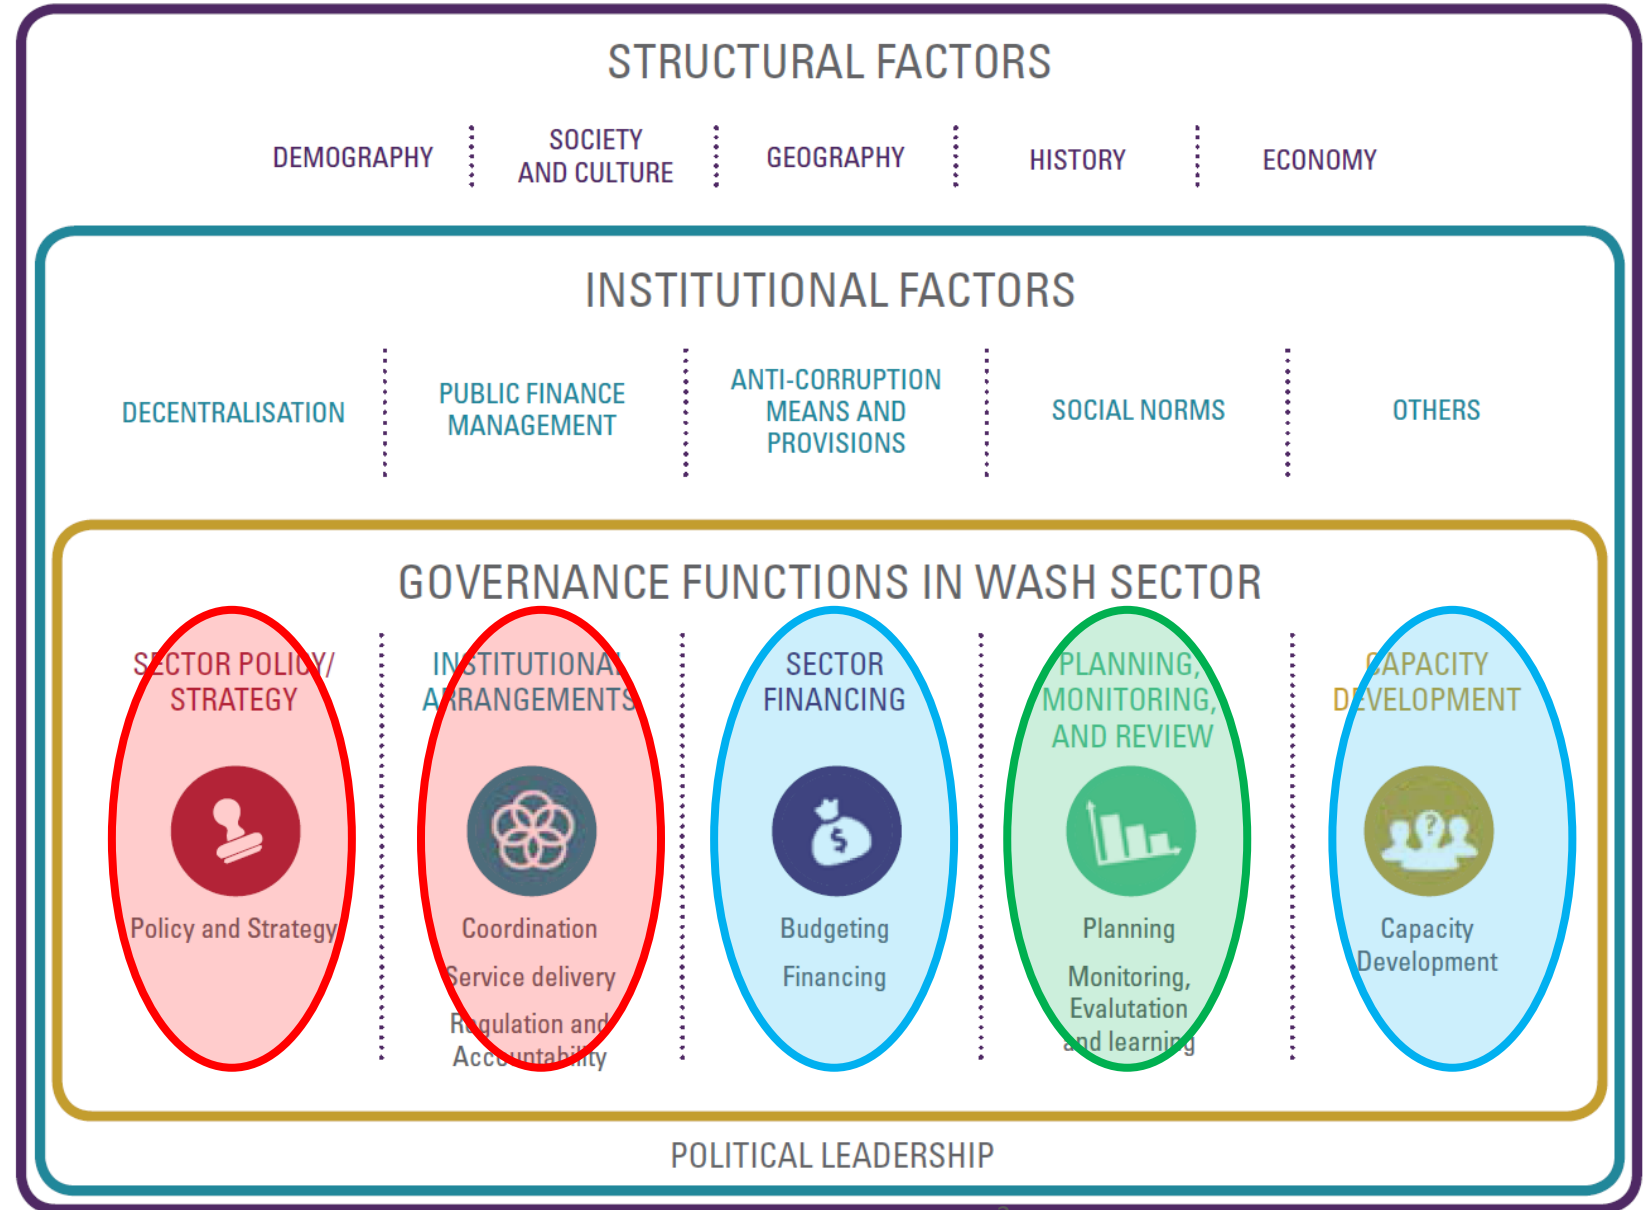 STRUCTURAL FACTORS
DEMOGRAPHY
SOCIETY
AND CULTURE
GEOGRAPHY
HISTORY
ECONOMY
INSTITUTIONAL FACTORS
DECENTRALISATION
PUBLIC FINANCE
MANAGEMENT
ANTI-CORRUPTION
MEANS AND
PROVISIONS
SOCIAL NORMS
OTHERS
GOVERNANCE FUNCTIONS IN WASH SECTOR
SECTOR POLICY/
STRATEGY
Policy and Strategy
INSTITUTIONAL
ARRANGEMENTS
Coordination
Service delivery
Regulation and
Accountability
SECTOR
FINANCING
$
Budgeting
Financing
PLANNING,
MONITORING,
AND REVIEW
Planning
Monitoring,
Evalutation
and learning
CAPACITY
DEVELOPMENT
?
Capacity
Development
POLITICAL LEADERSHIP